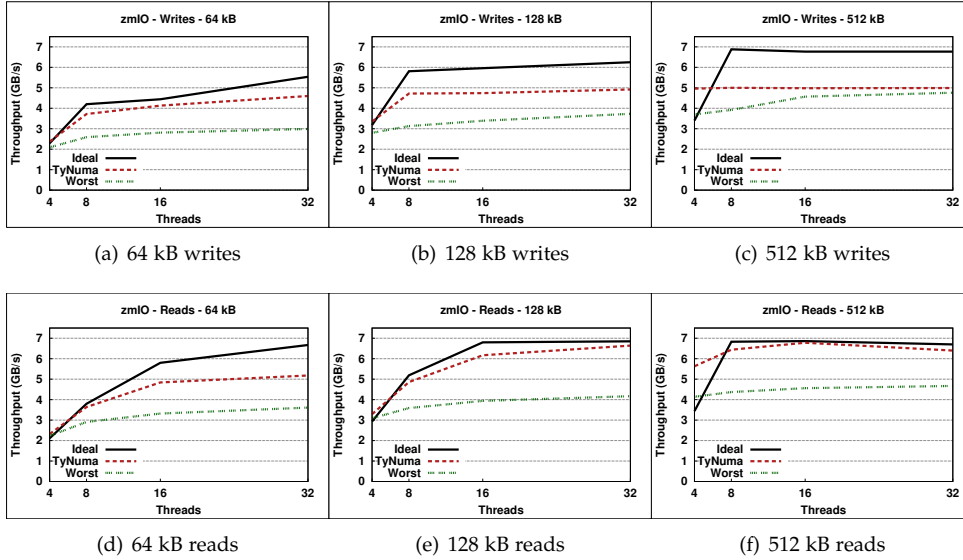 zmIO - Writes - 64 kB
Throughput (GB/s)
7
6
5
4
3
2
1
0
Ideal
TyNuma
Worst
4 8 16 32
Threads
(a) 64 kB writes
zmIO - Writes - 128 kB
Throughput (GB/s)
7
6
5
4
3
2
1
0
Ideal
TyNuma
Worst
4 8 16 32
Threads
(b) 128 kB writes
zmIO - Writes - 512 kB
Throughput (GB/s)
7
6
5
4
3
2
1
0
Ideal
TyNuma
Worst
4 8 16 32
Threads
(c) 512 kB writes
zmIO - Reads - 64 kB
Throughput (GB/s)
7
6
5
4
3
2
1
0
Ideal
TyNuma
Worst
4 8 16 32
Threads
(d) 64 kB reads
zmIO - Reads - 128 kB
Throughput (GB/s)
7
6
5
4
3
2
1
0
Ideal
TyNuma
Worst
4 8 16 32
Threads
(e) 128 kB reads
zmIO - Reads - 512 kB
Throughput (GB/s)
7
6
5
4
3
2
1
0
Ideal
TyNuma
Worst
4 8 16 32
Threads
(f) 512 kB reads